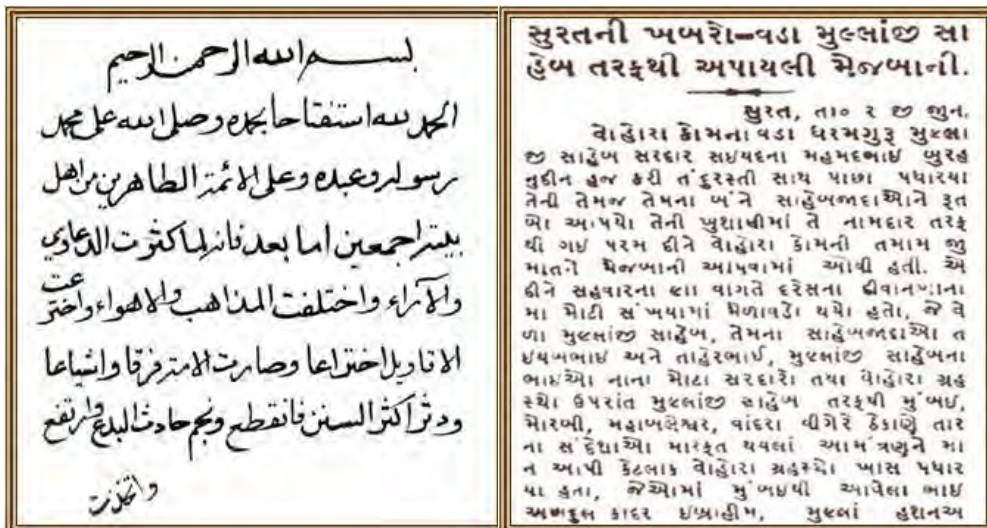 بسم الله الرحمن الرحيم
الحمد لله استفتاحا بحمده وصلى الله على محمد
رسوله وعبده وعلى الائمة الطاهرين من اهل
بيته اجمعين اما بعد فانه لما كثرت الدعاوي
والآراء واختلفت المذاهب والاهواء واخترعت
الاقاويل اختراعا وصارت الامة فرقا واشياعا
ودثر اكثر السنن فانقطع ونجم حادث البدع وارتفع
واتخذت
સુરતની ખબરો–વડા મુલ્લાંજી સા
હેબ તરફથી અપાયલી મેજબાની.
સુરત, તા૦ ૨ જી જુન.
વોહોરા કોમના વડા ધરમગુરૂ મુલ્લા
જી સાહેબ સરદાર સઇયદના મહમદભાઇ બુરહ
નુદીન હજ કરી તંદુરસ્તી સાથ પાછા પધારયા
તેની તેમજ તેમના બંને સાહેબજાદાઓને રૂત
બો આપયો તેની ખુશાલીમાં તે નામદાર તરફ
થી ગઇ પરમ દીને વોહોરા કોમની તમામ જુ
માતને મેજબાની આપવામાં આવી હતી. એ
દીને સહવારના વાગતે દરેસના દીવાનખાના
મા મોટી સંખયામાં મેળાવડો થયો હતો, જે વે
ળા મુલ્લાંજી સાહેબ, તેમના સાહેબજાદાઓ ત
ઇયબભાઇ અને તાહેરભાઈ, મુલ્લાંજી સાહેબના
ભાઇઓ નાના મોટા સરદારો તથા વોહોરા ગ્રહ
સ્થો ઉપરાંત મુલ્લાંજી સાહેબ તરફથી મુંબઇ,
મોરબી, મહાબલેશ્વર, વાંદરા વીગેરે ઠેકાણે તાર
ના સંદેશાઓ મારફત થયલાં આમંત્રણને મા
ન આપી કેટલાક વોહોરા ગ્રહસ્થો ખાસ પધાર
યા હતા, જેઓમાં મુંબઇથી આવેલા ભાઇ
અબદુલ કાદર ઇબ્રાહીમ, મુલ્લાં હશનઅ